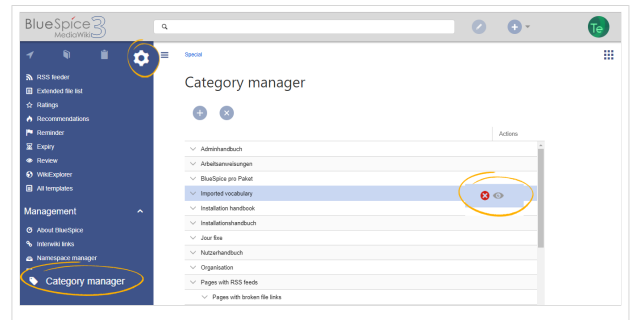 BlueSpice 3
MediaWiki
Te
RSS feeder
Extended file list
Ratings
Recommendations
Reminder
Expiry
Review
WikiExplorer
All templates
Management
About BlueSpice
Interwiki links
Namespace manager
Category manager
Special
Category manager
Actions
Adminhandbuch
Arbeitsanweisungen
BlueSpice pro Paket
Imported vocabulary
Installation handbook
Installationshandbuch
Jour fixe
Nutzerhandbuch
Organisation
Pages with RSS feeds
Pages with broken file links